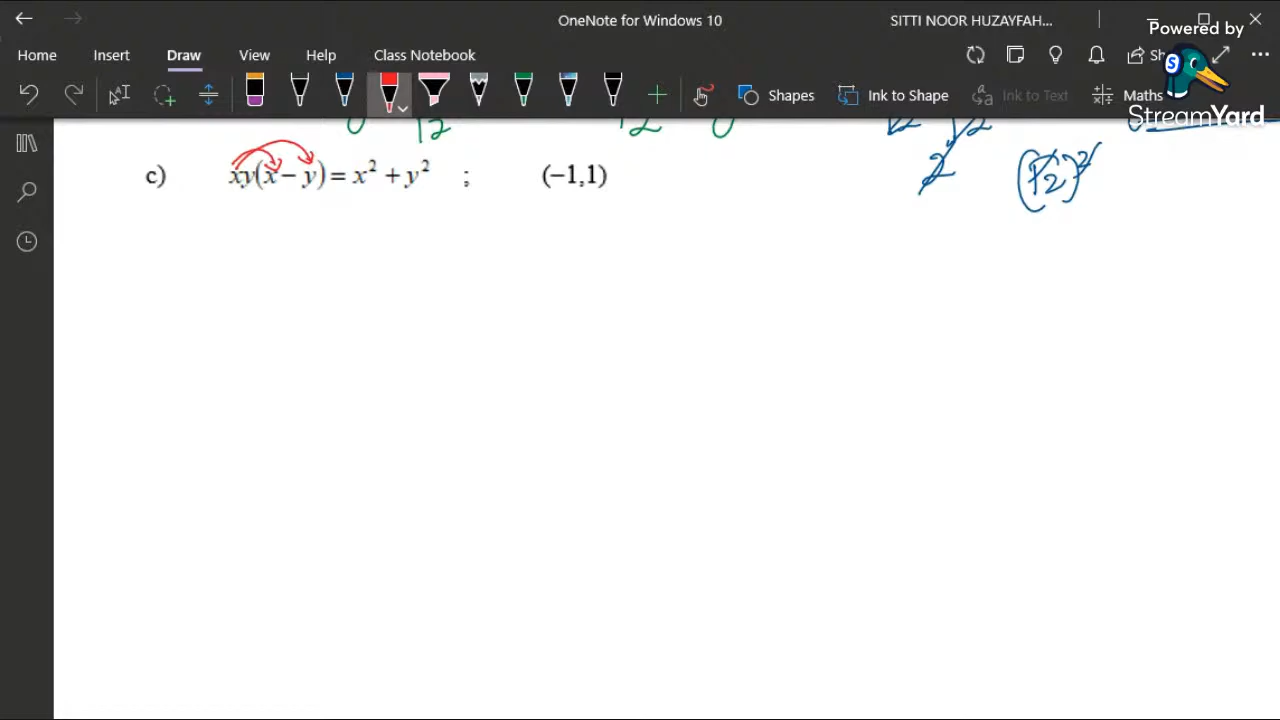 OneNote for Windows 10
SITTI NOOR HUZAYFAH...
Powered by
Home Insert Draw View Help Class Notebook
Shapes Ink to Shape Ink to Text Maths
StreamYard
c) xy(x − y) = x² + y² ; (−1,1)
2